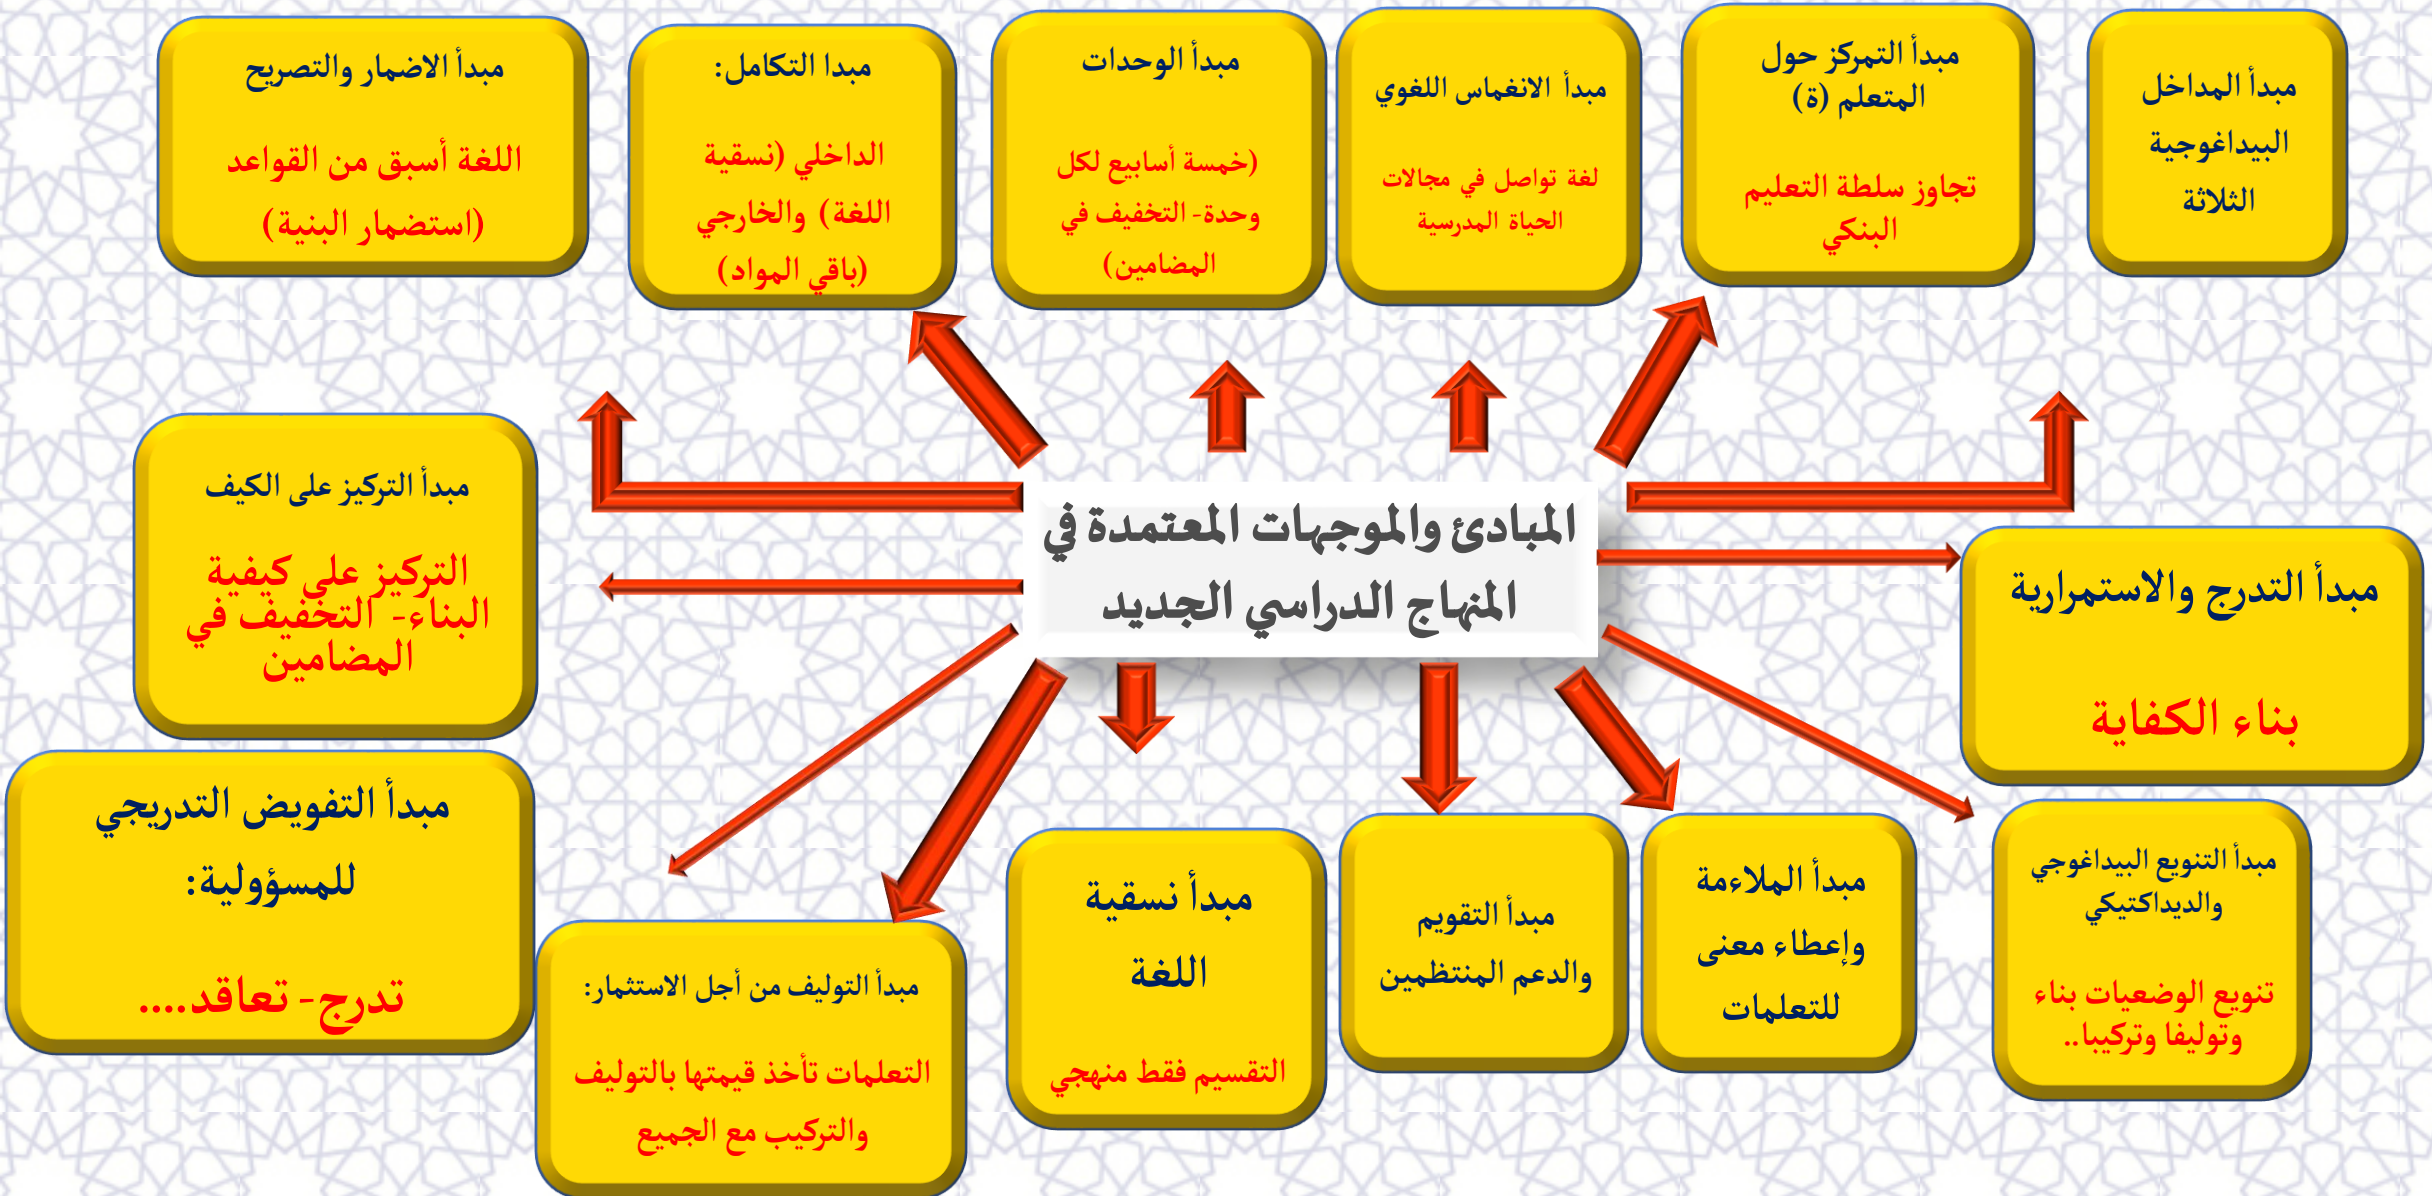 مبدأ المداخل
البيداغوجية
الثلاثة
مبدأ التمركز حول
المتعلم (ة)
تجاوز سلطة التعليم
البنكي
مبدأ الانغماس اللغوي
لغة تواصل في مجالات
الحياة المدرسية
مبدأ الوحدات
(خمسة أسابيع لكل
وحدة- التخفيف في
المضامين)
مبدا التكامل:
الداخلي (نسقية
اللغة) والخارجي
(باقي المواد)
مبدأ الاضمار والتصريح
اللغة أسبق من القواعد
(استضمار البنية)
المبادئ والموجهات المعتمدة في
المنهاج الدراسي الجديد
مبدأ التدرج والاستمرارية
بناء الكفاية
مبدأ التركيز على الكيف
التركيز على كيفية
البناء- التخفيف في
المضامين
مبدأ التنويع البيداغوجي
والديداكتيكي
تنويع الوضعيات بناء
وتوليفا وتركيبا..
مبدأ الملاءمة
وإعطاء معنى
للتعلمات
مبدأ التقويم
والدعم المنتظمين
مبدأ نسقية
اللغة
التقسيم فقط منهجي
مبدأ التوليف من أجل الاستثمار:
التعلمات تأخذ قيمتها بالتوليف
والتركيب مع الجميع
مبدأ التفويض التدريجي
للمسؤولية:
تدرج- تعاقد....